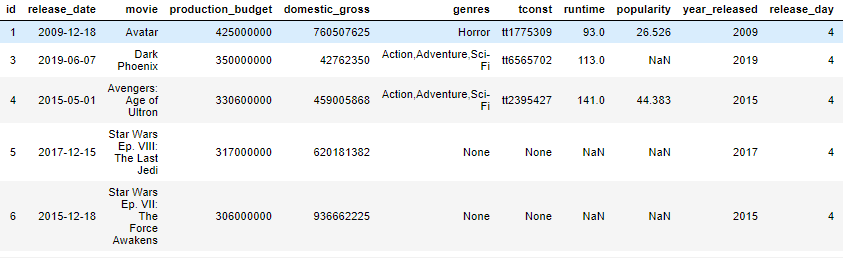 id release_date movie production_budget domestic_gross genres tconst runtime popularity year_released release_day
1 2009-12-18 Avatar 425000000 760507625 Horror tt1775309 93.0 26.526 2009 4
3 2019-06-07 Dark Phoenix 350000000 42762350 Action,Adventure,Sci-Fi tt6565702 113.0 NaN 2019 4
4 2015-05-01 Avengers: Age of Ultron 330600000 459005868 Action,Adventure,Sci-Fi tt2395427 141.0 44.383 2015 4
5 2017-12-15 Star Wars Ep. VIII: The Last Jedi 317000000 620181382 None None NaN NaN 2017 4
6 2015-12-18 Star Wars Ep. VII: The Force Awakens 306000000 936662225 None None NaN NaN 2015 4